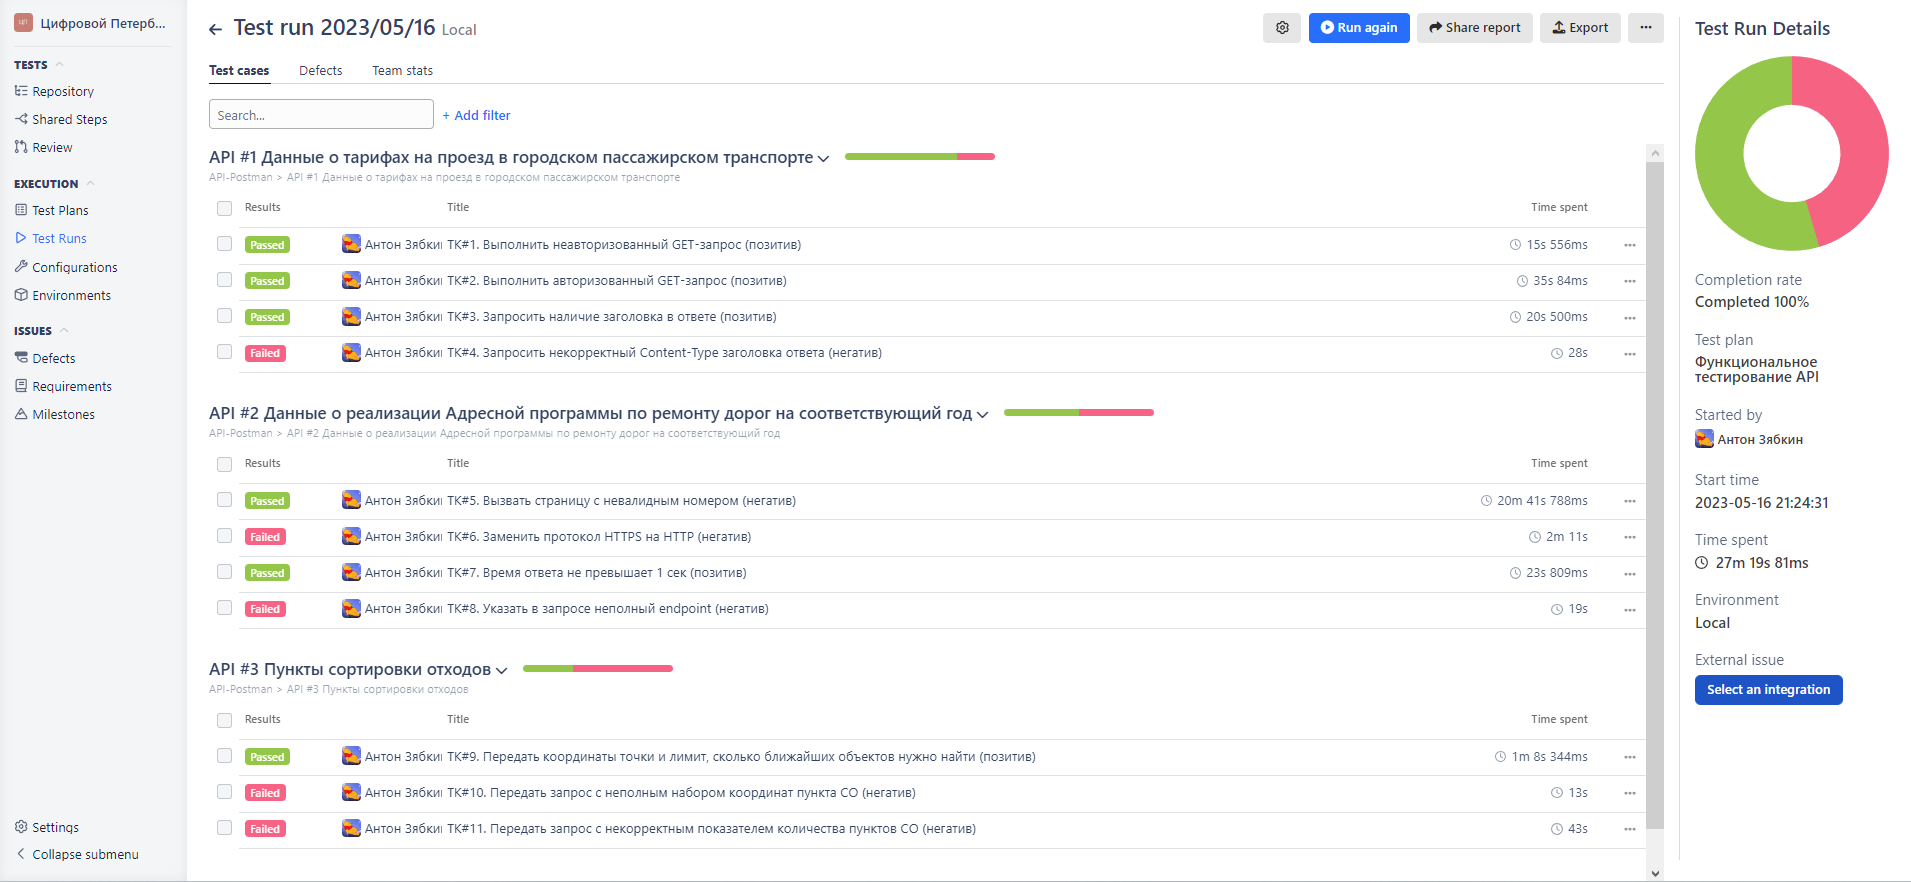 ЦП Цифровой Петерб...
TESTS
Repository
Shared Steps
Review
EXECUTION
Test Plans
Test Runs
Configurations
Environments
ISSUES
Defects
Requirements
Milestones
Settings
Collapse submenu
Test run 2023/05/16 Local
Run again
Share report
Export
Test cases Defects Team stats
Search...
+ Add filter
API #1 Данные о тарифах на проезд в городском пассажирском транспорте
API-Postman > API #1 Данные о тарифах на проезд в городском пассажирском транспорте
Results Title Time spent
Passed Антон Зябкин ТК#1. Выполнить неавторизованный GET-запрос (позитив) 15s 556ms
Passed Антон Зябкин ТК#2. Выполнить авторизованный GET-запрос (позитив) 35s 84ms
Passed Антон Зябкин ТК#3. Запросить наличие заголовка в ответе (позитив) 20s 500ms
Failed Антон Зябкин ТК#4. Запросить некорректный Content-Type заголовка ответа (негатив) 28s
API #2 Данные о реализации Адресной программы по ремонту дорог на соответствующий год
API-Postman > API #2 Данные о реализации Адресной программы по ремонту дорог на соответствующий год
Results Title Time spent
Passed Антон Зябкин ТК#5. Вызвать страницу с невалидным номером (негатив) 20m 41s 788ms
Failed Антон Зябкин ТК#6. Заменить протокол HTTPS на HTTP (негатив) 2m 11s
Passed Антон Зябкин ТК#7. Время ответа не превышает 1 сек (позитив) 23s 809ms
Failed Антон Зябкин ТК#8. Указать в запросе неполный endpoint (негатив) 19s
API #3 Пункты сортировки отходов
API-Postman > API #3 Пункты сортировки отходов
Results Title Time spent
Passed Антон Зябкин ТК#9. Передать координаты точки и лимит, сколько ближайших объектов нужно найти (позитив) 1m 8s 344ms
Failed Антон Зябкин ТК#10. Передать запрос с неполным набором координат пункта СО (негатив) 13s
Failed Антон Зябкин ТК#11. Передать запрос с некорректным показателем количества пунктов СО (негатив) 43s
Test Run Details
Completion rate
Completed 100%
Test plan
Функциональное
тестирование API
Started by
Антон Зябкин
Start time
2023-05-16 21:24:31
Time spent
27m 19s 81ms
Environment
Local
External issue
Select an integration